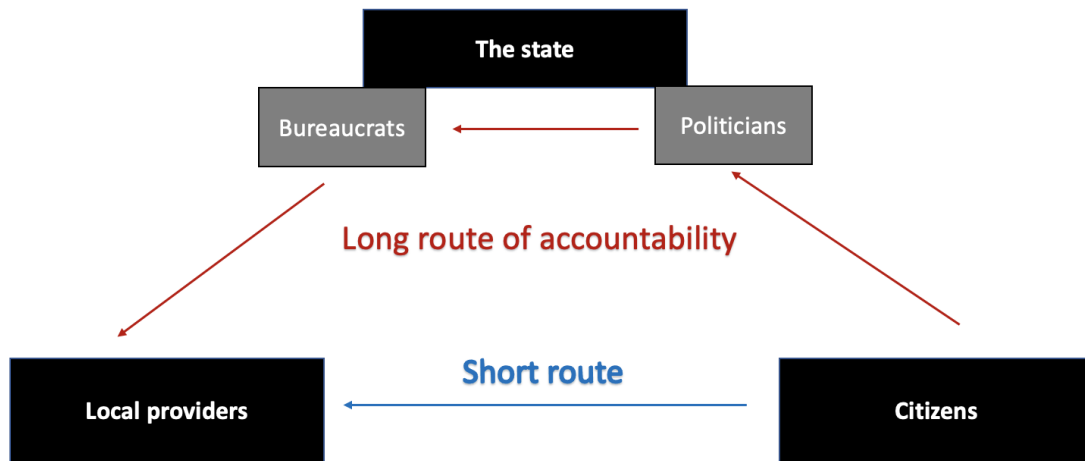 The state
Bureaucrats
Politicians
Long route of accountability
Short route
Local providers
Citizens